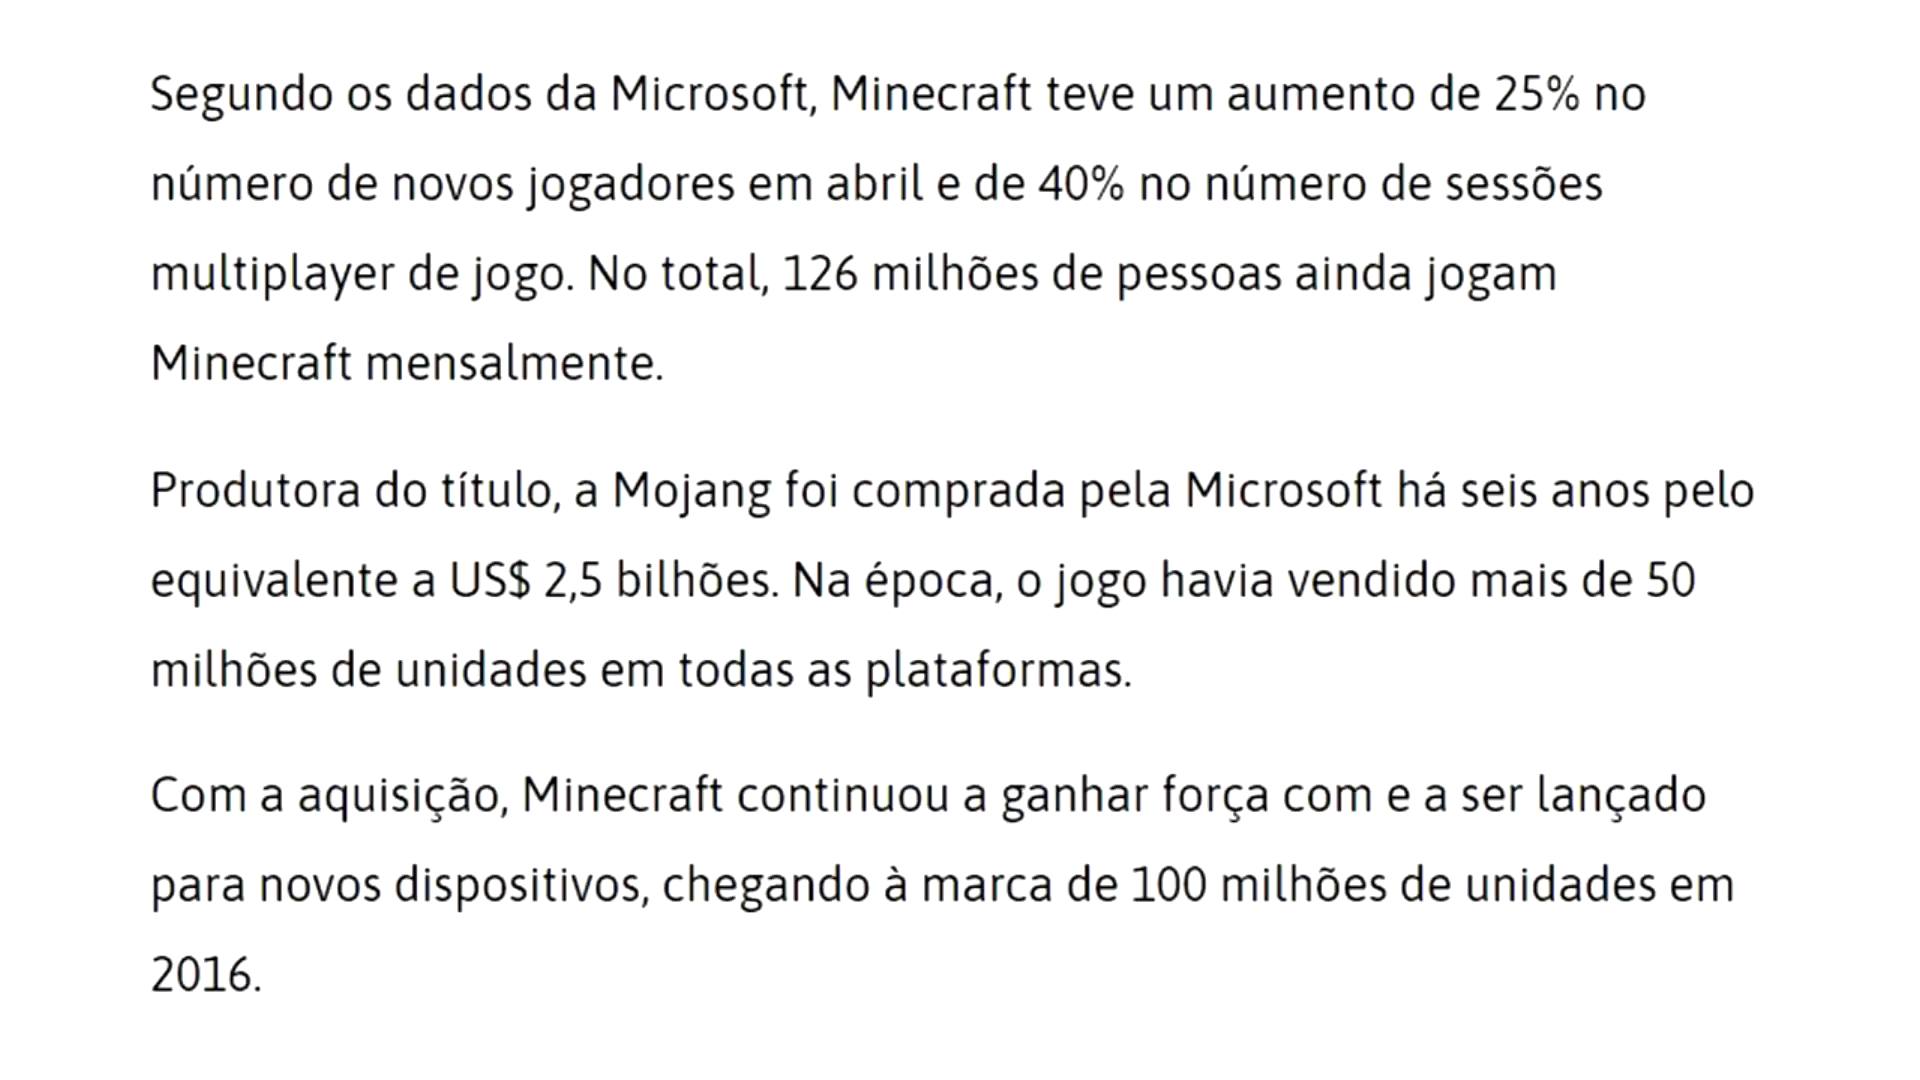 Segundo os dados da Microsoft, Minecraft teve um aumento de 25% no
número de novos jogadores em abril e de 40% no número de sessões
multiplayer de jogo. No total, 126 milhões de pessoas ainda jogam
Minecraft mensalmente.
Produtora do título, a Mojang foi comprada pela Microsoft há seis anos pelo
equivalente a US$ 2,5 bilhões. Na época, o jogo havia vendido mais de 50
milhões de unidades em todas as plataformas.
Com a aquisição, Minecraft continuou a ganhar força com e a ser lançado
para novos dispositivos, chegando à marca de 100 milhões de unidades em
2016.